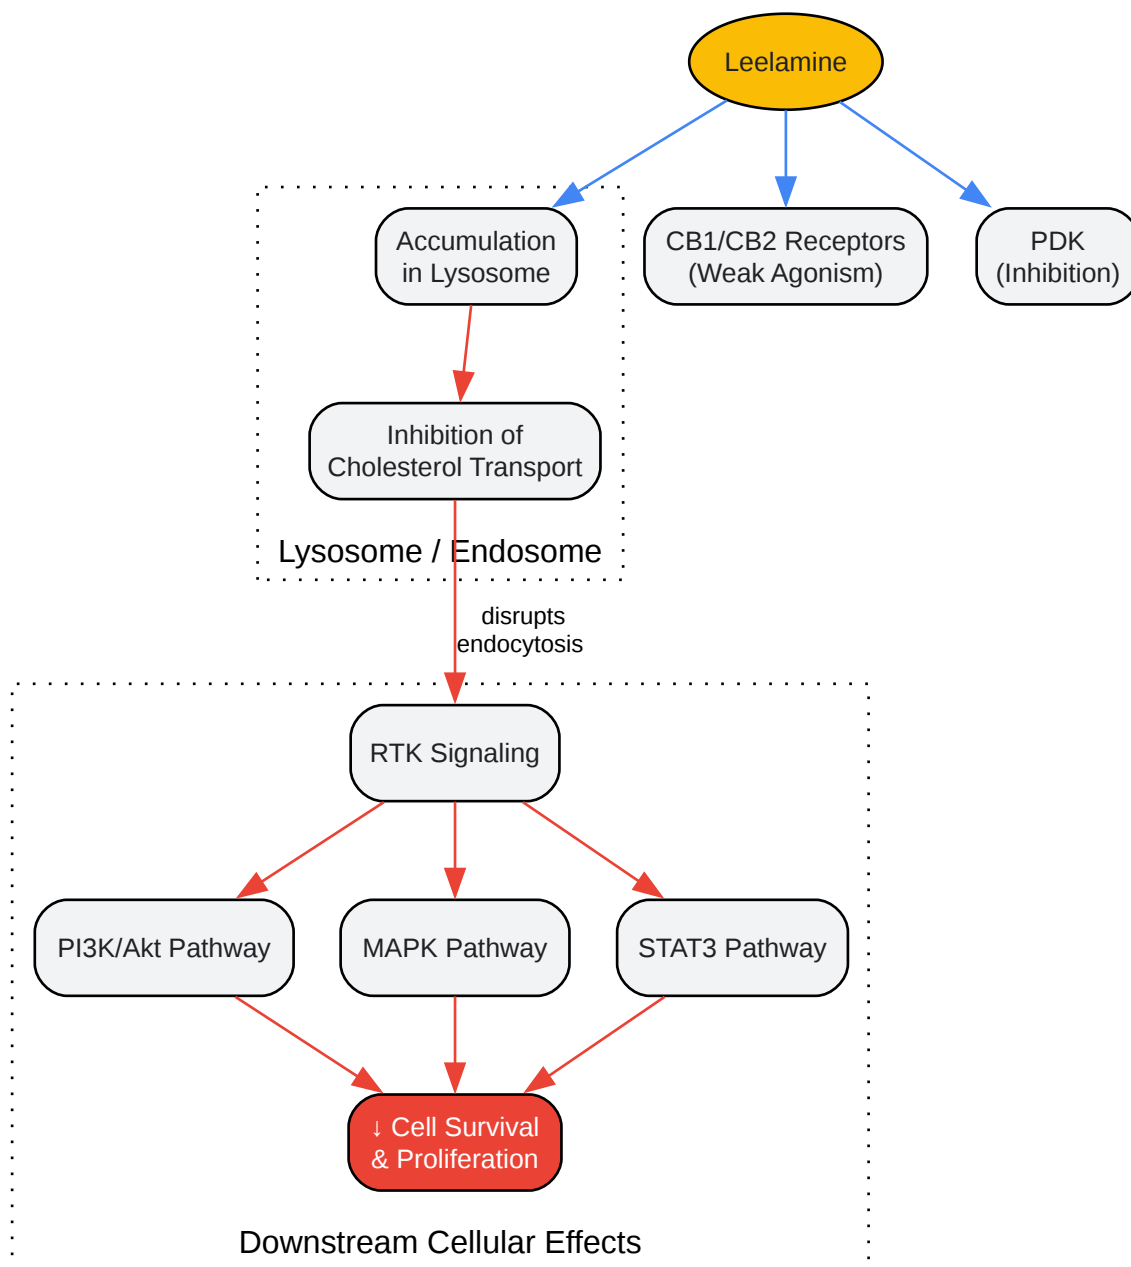 Leelamine
Accumulation
in Lysosome
CB1/CB2 Receptors
(Weak Agonism)
PDK
(Inhibition)
Inhibition of
Cholesterol Transport
Lysosome / Endosome
disrupts
endocytosis
RTK Signaling
PI3K/Akt Pathway
MAPK Pathway
STAT3 Pathway
↓ Cell Survival
& Proliferation
Downstream Cellular Effects